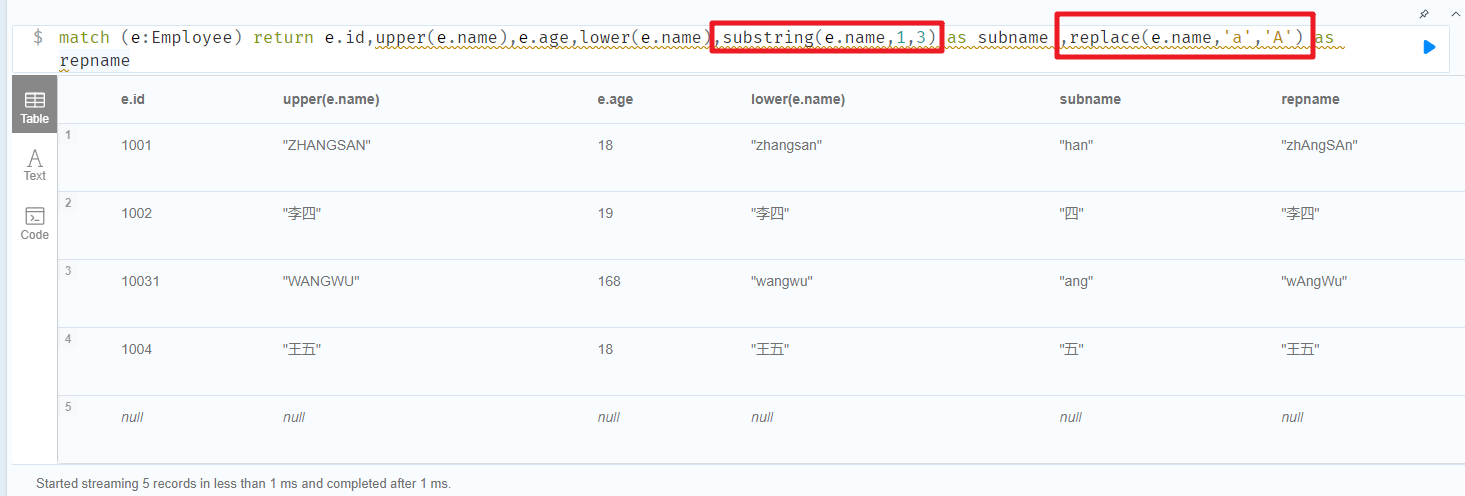 $ match (e:Employee) return e.id,upper(e.name),e.age,lower(e.name),substring(e.name,1,3) as subname ,replace(e.name,'a','A') as
repname
e.id upper(e.name) e.age lower(e.name) subname repname
Table
1 1001 "ZHANGSAN" 18 "zhangsan" "han" "zhAngSAn"
Text
2 1002 "李四" 19 "李四" "四" "李四"
Code
3 10031 "WANGWU" 168 "wangwu" "ang" "wAngWu"
4 1004 "王五" 18 "王五" "五" "王五"
5 null null null null null null
Started streaming 5 records in less than 1 ms and completed after 1 ms.